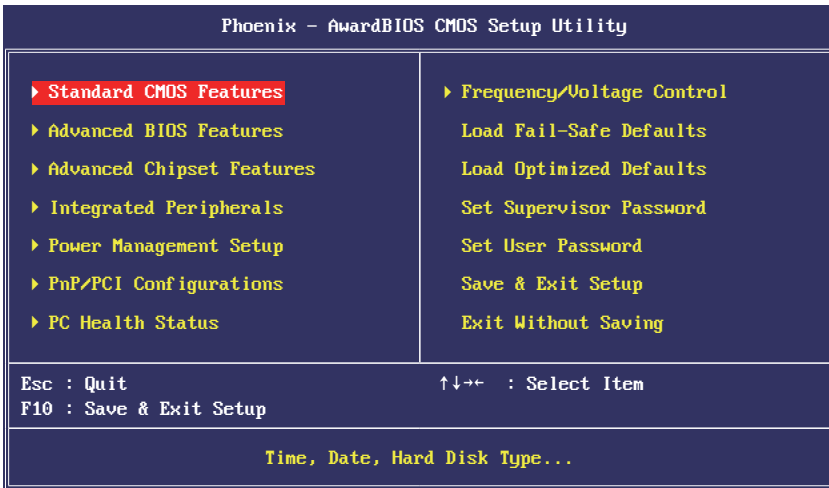 Phoenix - AwardBIOS CMOS Setup Utility
Standard CMOS Features
Advanced BIOS Features
Advanced Chipset Features
Integrated Peripherals
Power Management Setup
PnP/PCI Configurations
PC Health Status
Frequency/Voltage Control
Load Fail-Safe Defaults
Load Optimized Defaults
Set Supervisor Password
Set User Password
Save & Exit Setup
Exit Without Saving
Esc : Quit
F10 : Save & Exit Setup
↑↓→← : Select Item
Time, Date, Hard Disk Type...